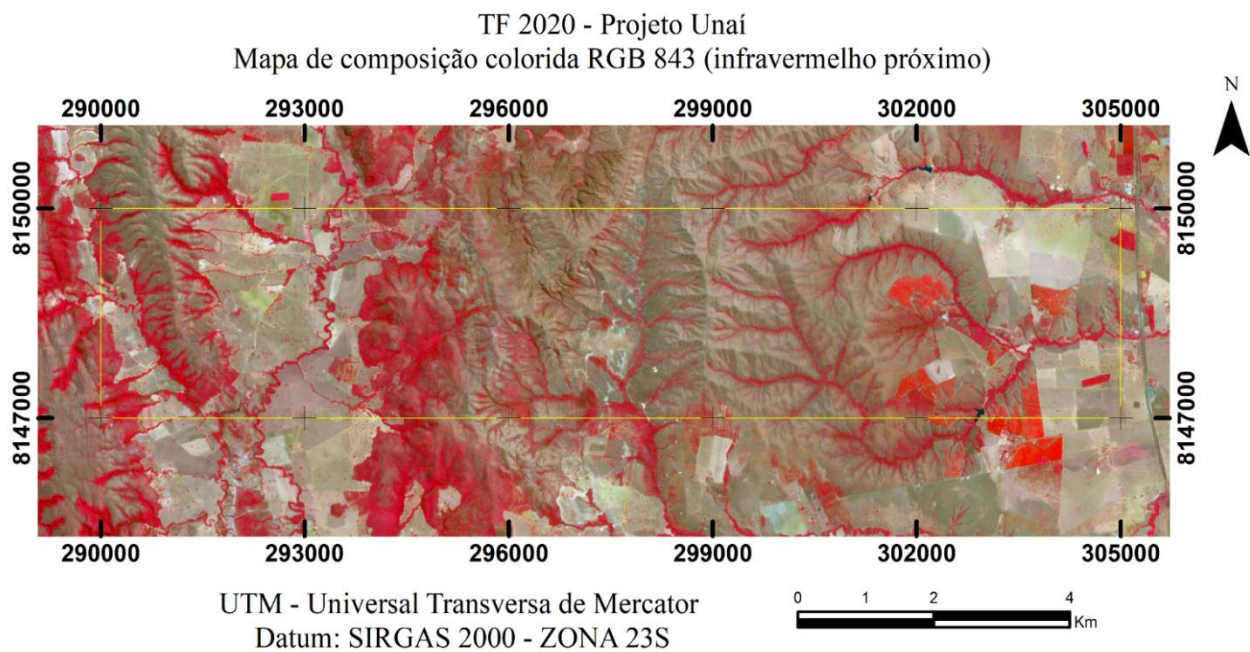 TF 2020 - Projeto Unaí
Mapa de composição colorida RGB 843 (infravermelho próximo)
N
290000 293000 296000 299000 302000 305000
8150000 8150000
8147000 8147000
290000 293000 296000 299000 302000 305000
UTM - Universal Transversa de Mercator
Datum: SIRGAS 2000 - ZONA 23S
0 2 4
Km